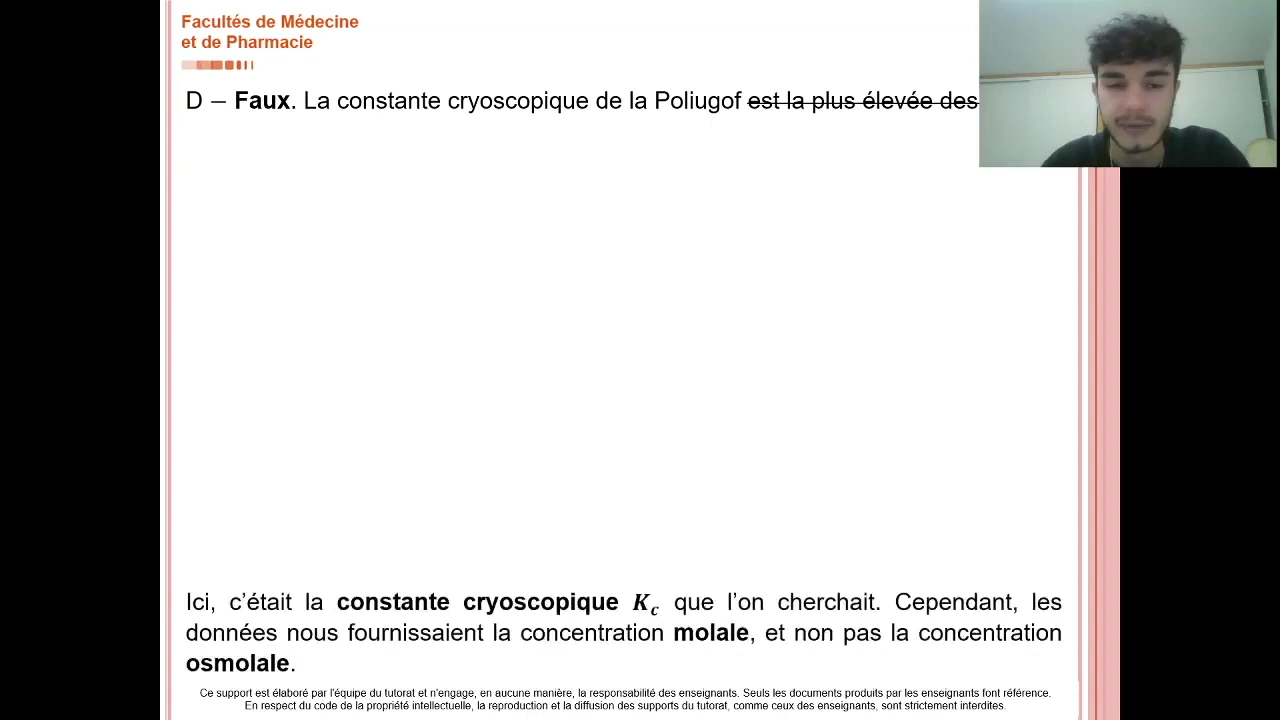 Facultés de Médecine
et de Pharmacie
D – Faux. La constante cryoscopique de la Poliugof est la plus élevée des
Ici, c’était la constante cryoscopique K_c que l’on cherchait. Cependant, les
données nous fournissaient la concentration molale, et non pas la concentration
osmolale.
Ce support est élaboré par l’équipe du tutorat et n’engage, en aucune manière, la responsabilité des enseignants. Seuls les documents produits par les enseignants font référence.
En respect du code de la propriété intellectuelle, la reproduction et la diffusion des supports du tutorat, comme ceux des enseignants, sont strictement interdites.